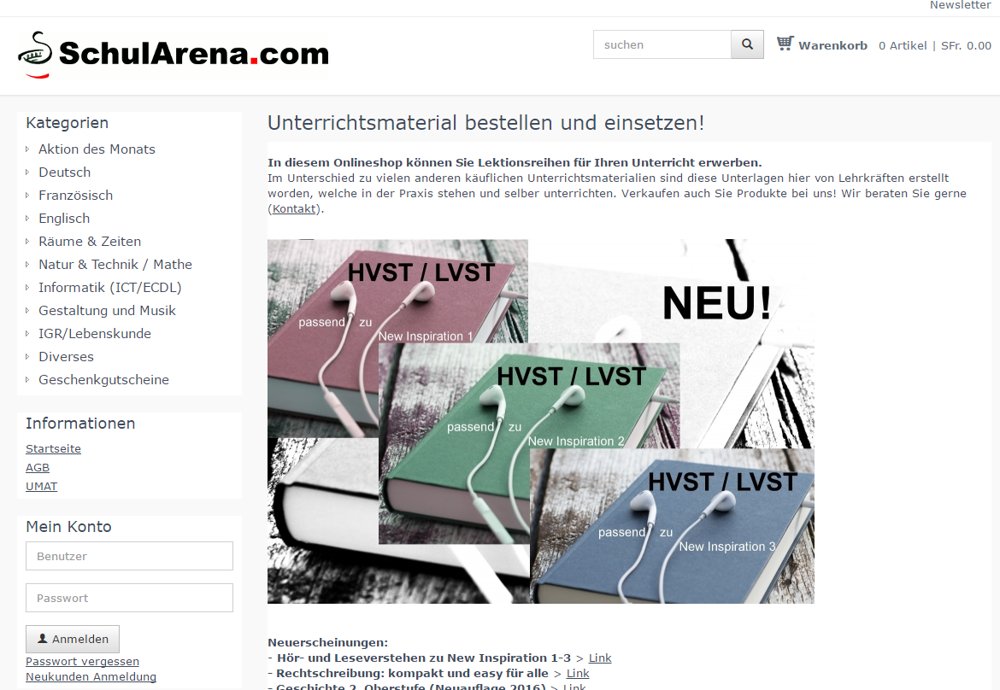 Newsletter
SchulArena.com
suchen
Warenkorb 0 Artikel | SFr. 0.00
Kategorien
Aktion des Monats
Deutsch
Französisch
Englisch
Räume & Zeiten
Natur & Technik / Mathe
Informatik (ICT/ECDL)
Gestaltung und Musik
IGR/Lebenskunde
Diverses
Geschenkgutscheine
Informationen
Startseite
AGB
UMAT
Mein Konto
Benutzer
Passwort
Anmelden
Passwort vergessen
Neukunden Anmeldung
Unterrichtsmaterial bestellen und einsetzen!
In diesem Onlineshop können Sie Lektionsreihen für Ihren Unterricht erwerben.
Im Unterschied zu vielen anderen käuflichen Unterrichtsmaterialien sind diese Unterlagen hier von Lehrkräften erstellt
worden, welche in der Praxis stehen und selber unterrichten. Verkaufen auch Sie Produkte bei uns! Wir beraten Sie gerne
(Kontakt).
HVST / LVST
passend zu
New Inspiration 1
NEU!
HVST / LVST
passend zu
New Inspiration 2
HVST / LVST
passend zu
New Inspiration 3
Neuerscheinungen:
- Hör- und Leseverstehen zu New Inspiration 1-3 > Link
- Rechtschreibung: kompakt und easy für alle > Link
- Geschichte 2. Oberstufe (Neuauflage 2016) > Link